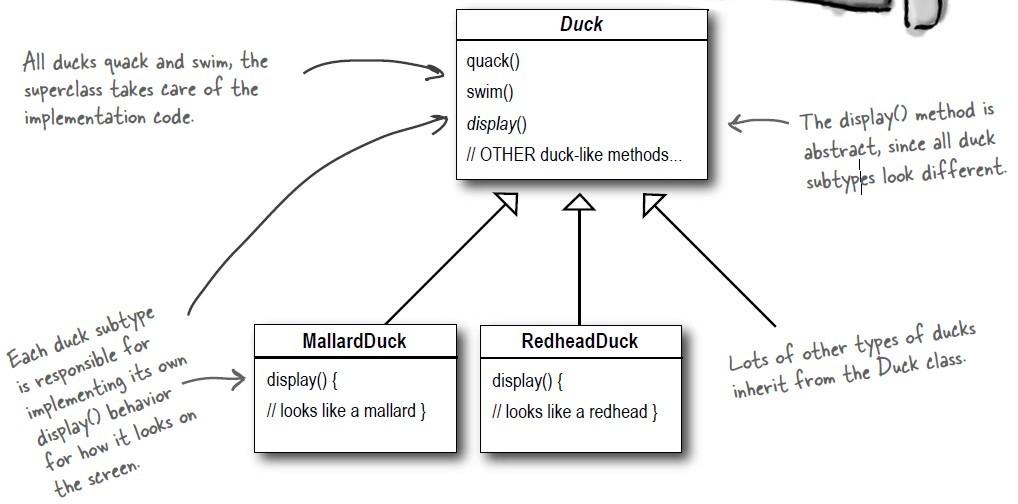 Duck
quack()
swim()
display()
// OTHER duck-like methods...
All ducks quack and swim, the
superclass takes care of the
implementation code.
The display() method is
abstract, since all duck
subtypes look different.
Each duck subtype
is responsible for
implementing its own
display() behavior
for how it looks on
the screen.
MallardDuck
display() {
// looks like a mallard }
RedheadDuck
display() {
// looks like a redhead }
Lots of other types of ducks
inherit from the Duck class.